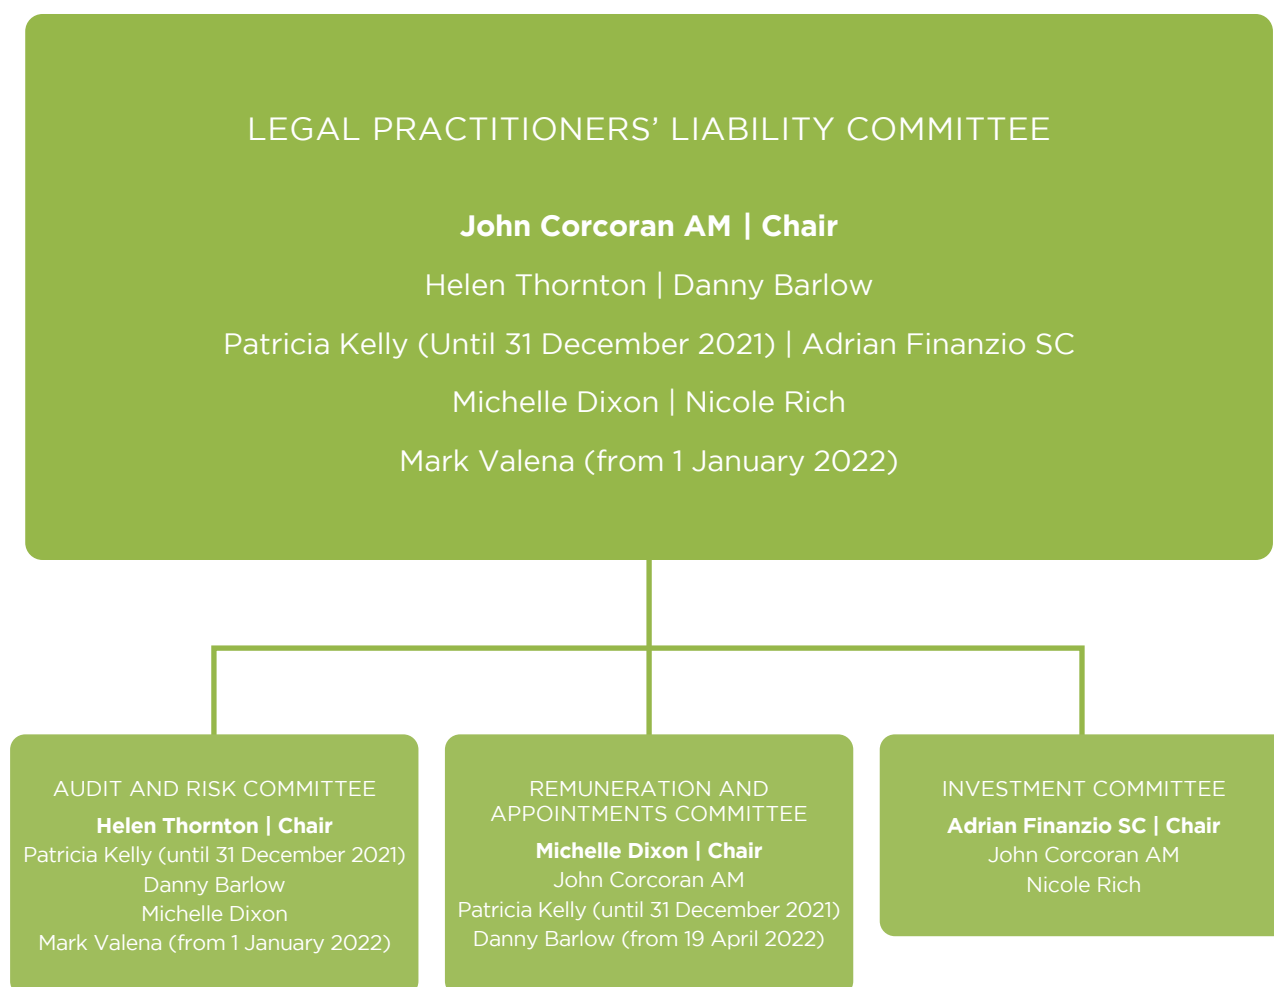 LEGAL PRACTITIONERS’ LIABILITY COMMITTEE
John Corcoran AM | Chair
Helen Thornton | Danny Barlow
Patricia Kelly (Until 31 December 2021) | Adrian Finanzio SC
Michelle Dixon | Nicole Rich
Mark Valena (from 1 January 2022)
AUDIT AND RISK COMMITTEE
Helen Thornton | Chair
Patricia Kelly (until 31 December 2021)
Danny Barlow
Michelle Dixon
Mark Valena (from 1 January 2022)
REMUNERATION AND
APPOINTMENTS COMMITTEE
Michelle Dixon | Chair
John Corcoran AM
Patricia Kelly (until 31 December 2021)
Danny Barlow (from 19 April 2022)
INVESTMENT COMMITTEE
Adrian Finanzio SC | Chair
John Corcoran AM
Nicole Rich